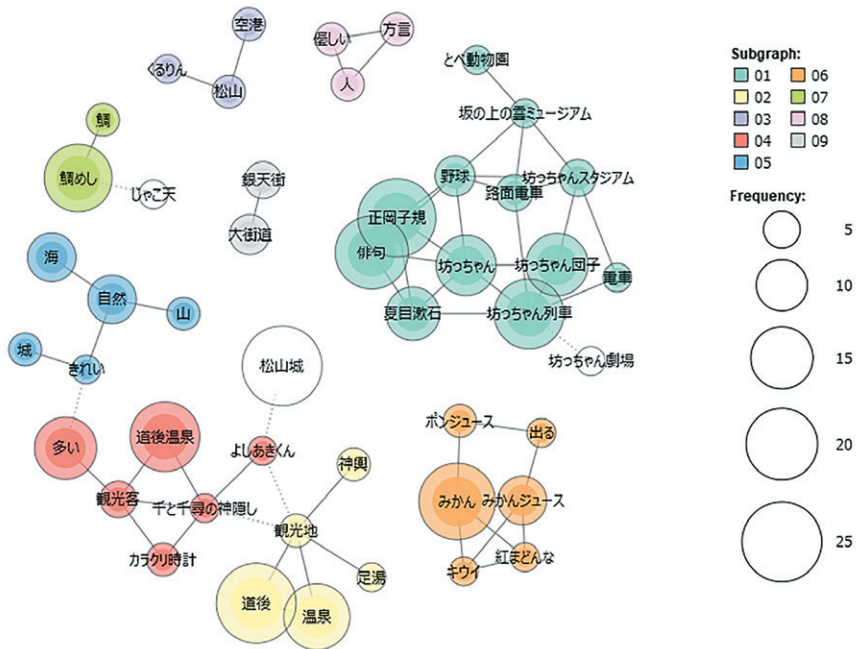 空港
くるりん
松山
優しい
方言
人
とべ動物園
坂の上の雲ミュージアム
鯛
鯛めし
じゃこ天
銀天街
大街道
野球
路面電車
坊っちゃんスタジアム
正岡子規
俳句
坊っちゃん
坊っちゃん団子
電車
夏目漱石
坊っちゃん列車
坊っちゃん劇場
海
自然
山
城
きれい
松山城
多い
道後温泉
よしあきくん
神輿
観光客
千と千尋の神隠し
観光地
カラクリ時計
足湯
道後
温泉
ポンジュース
出る
みかん
みかんジュース
キウイ
紅まどんな
Subgraph:
01 06
02 07
03 08
04 09
05
Frequency:
5
10
15
20
25